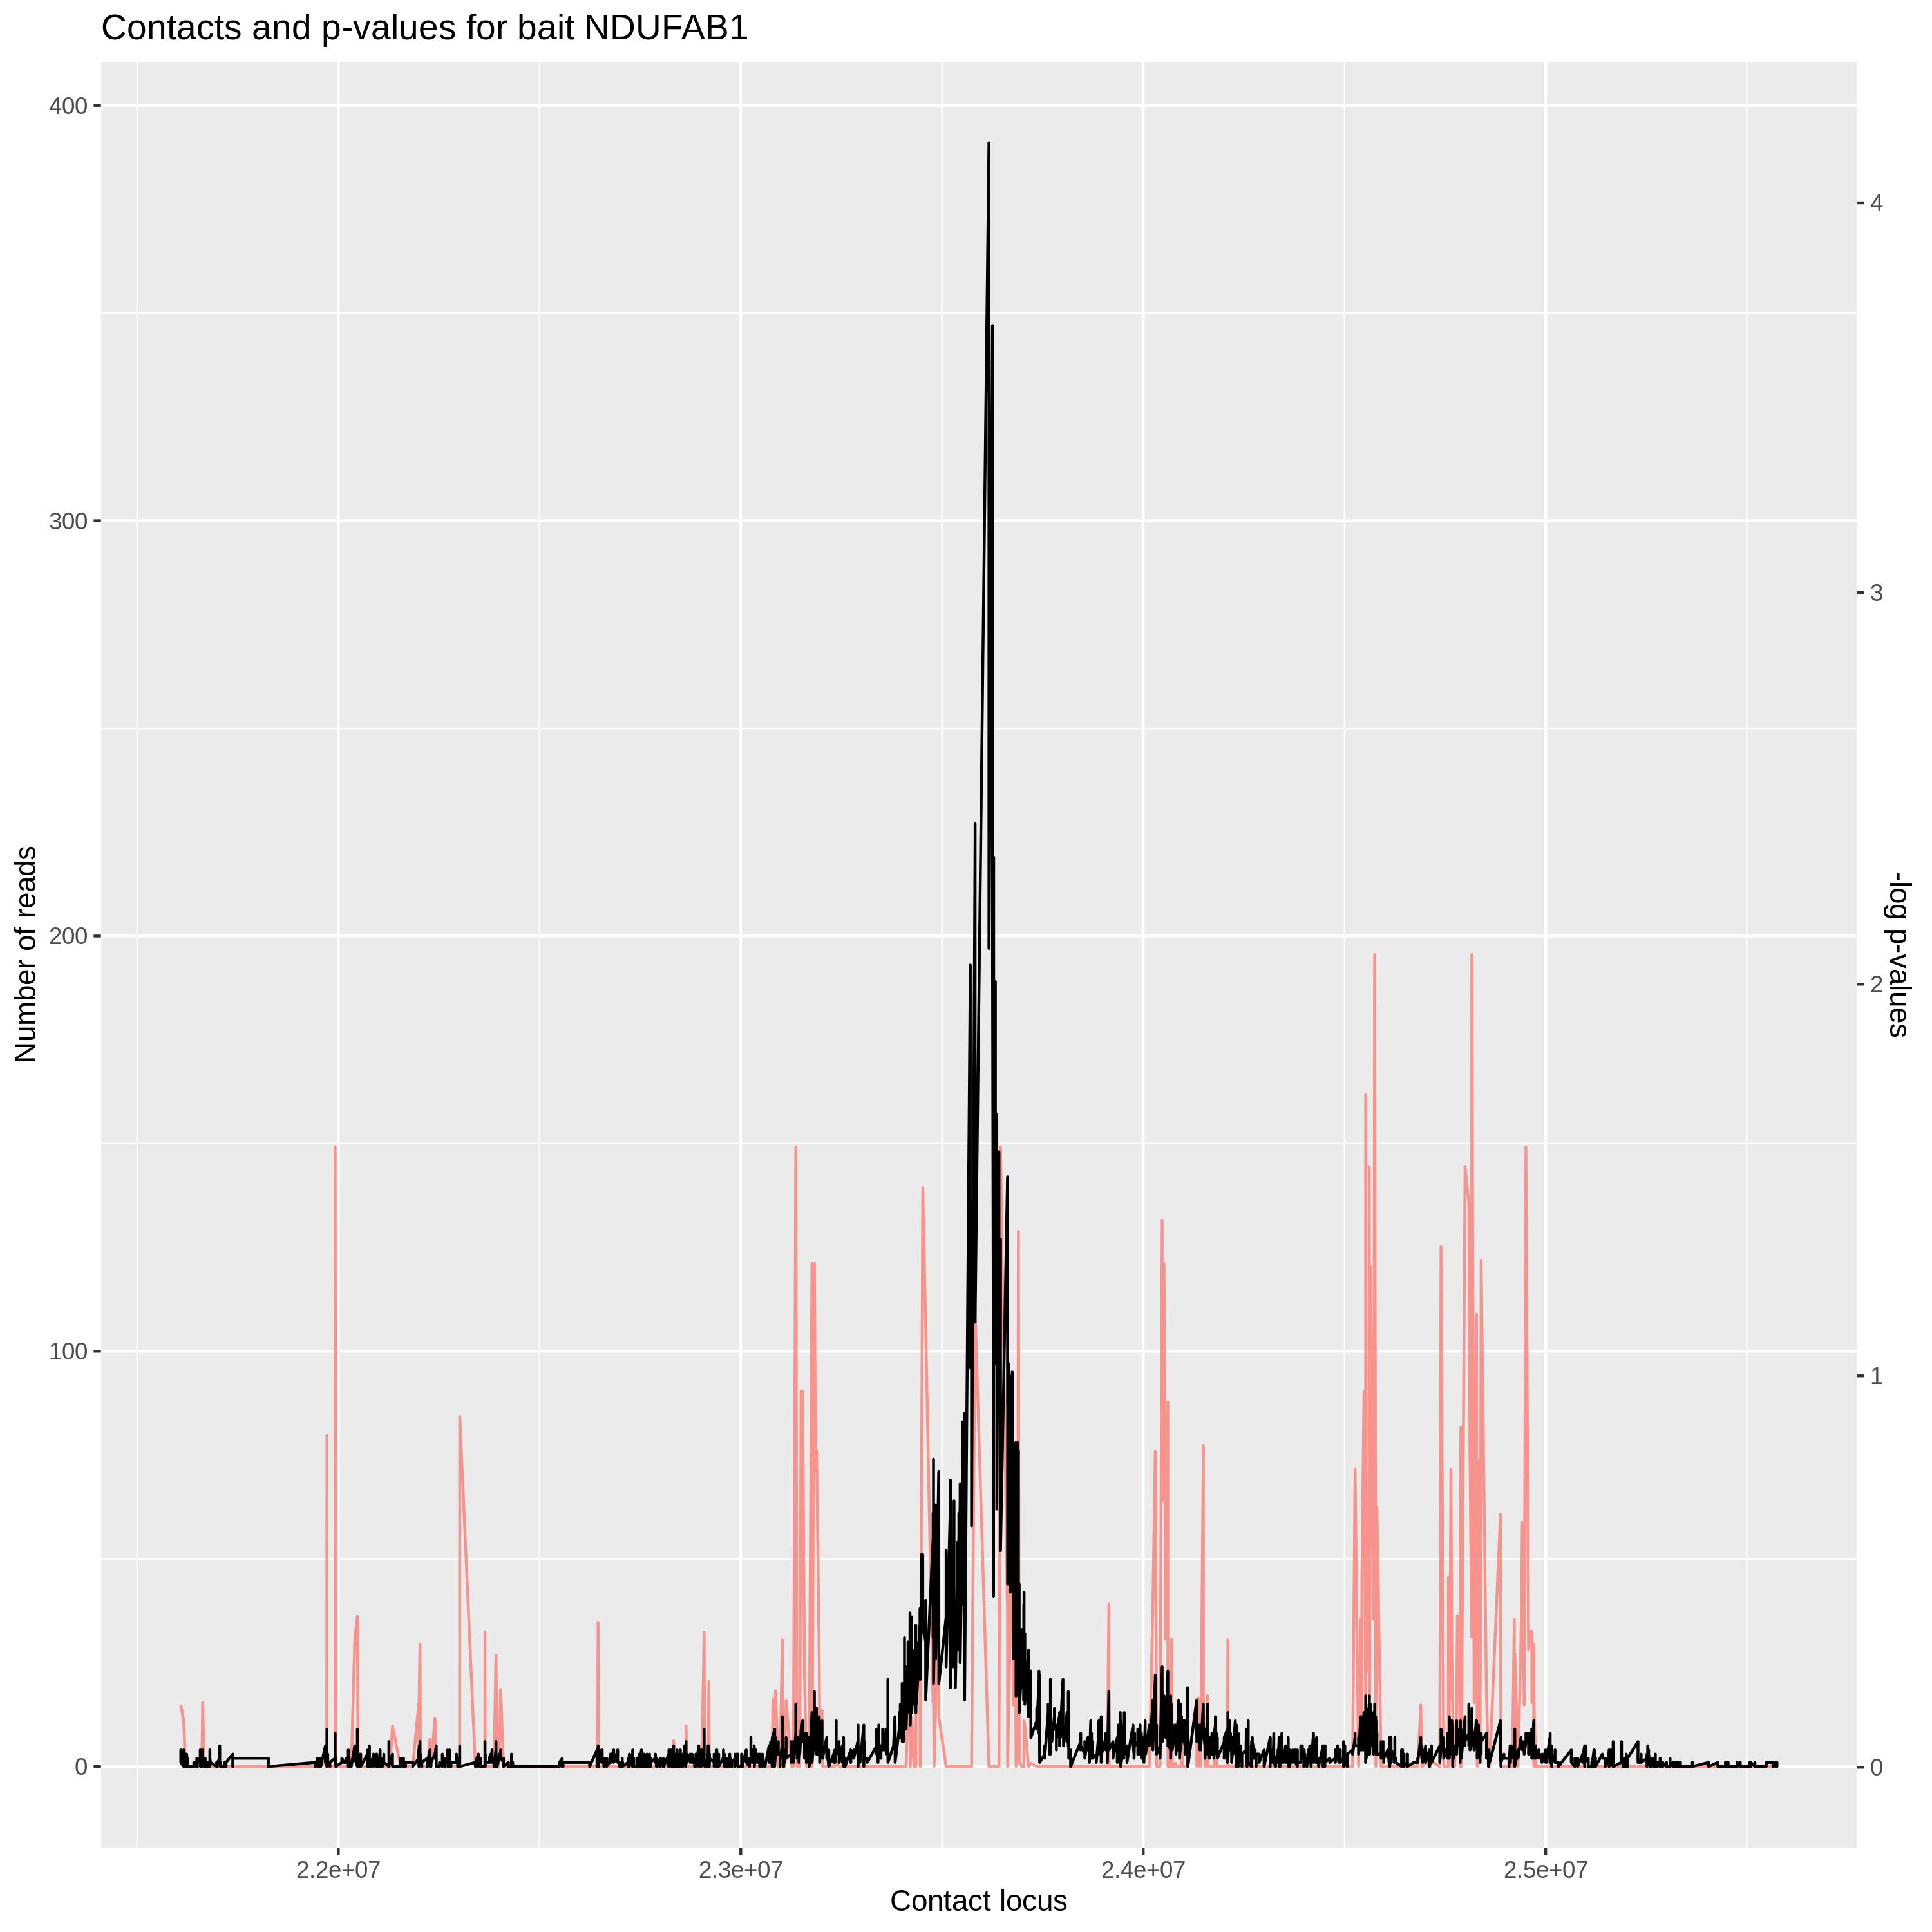 Contacts and p-values for bait NDUFAB1
400
300
200
100
0
Number of reads
4
3
2
1
0
-log p-values
2.2e+07
2.3e+07
2.4e+07
2.5e+07
Contact locus